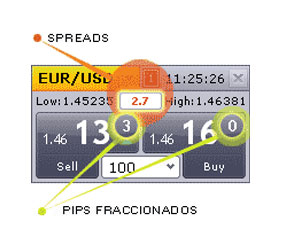 SPREADS
EUR/USD 11:25:26
Low:1.45235 2.7 High:1.46381
1.46 13 3 1.46 16 0
Sell 100 Buy
PIPS FRACCIONADOS